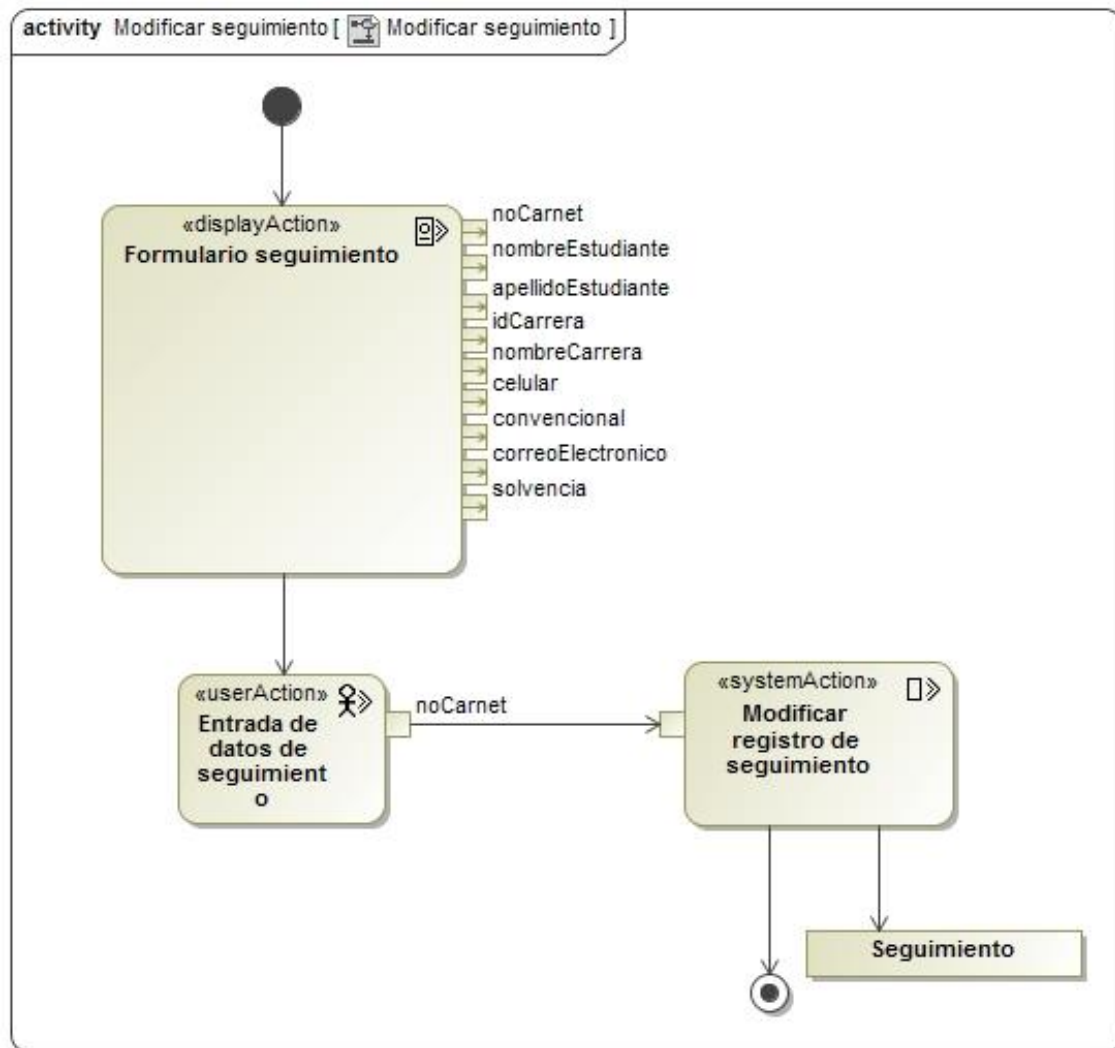 activity Modificar seguimiento [ Modificar seguimiento ]
«displayAction»
Formulario seguimiento
noCarnet
nombreEstudiante
apellidoEstudiante
idCarrera
nombreCarrera
celular
convencional
correoElectronico
solvencia
«userAction»
Entrada de
datos de
seguimient
o
noCarnet
«systemAction»
Modificar
registro de
seguimiento
Seguimiento